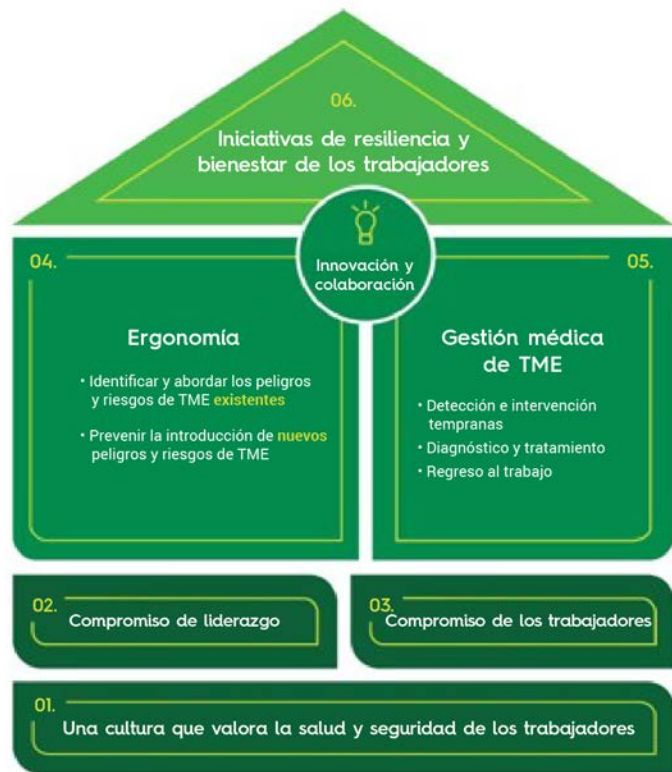 06.
Iniciativas de resiliencia y
bienestar de los trabajadores
Innovación y
colaboración
04.
Ergonomía
• Identificar y abordar los peligros
y riesgos de TME existentes
• Prevenir la introducción de nuevos
peligros y riesgos de TME
05.
Gestión médica
de TME
• Detección e intervención
tempranas
• Diagnóstico y tratamiento
• Regreso al trabajo
02.
Compromiso de liderazgo
03.
Compromiso de los trabajadores
01.
Una cultura que valora la salud y seguridad de los trabajadores